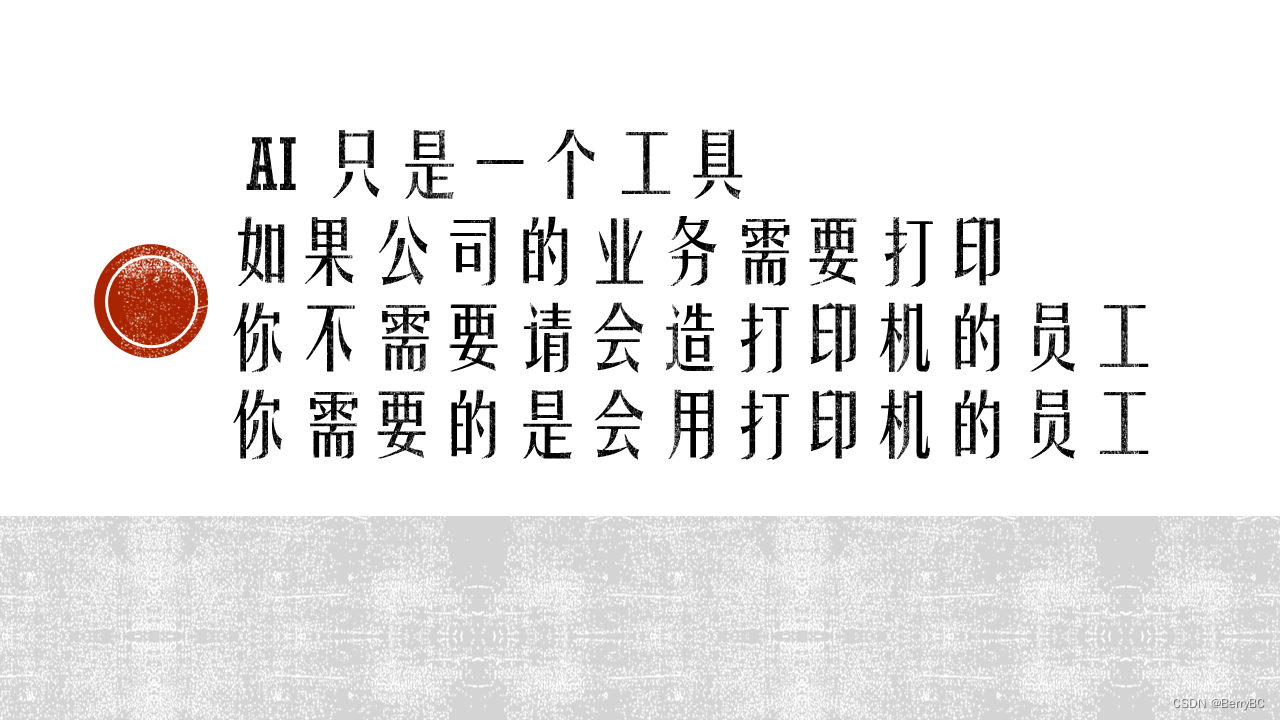 AI 只是一个工具
如果公司的业务需要打印
你不需要请会造打印机的员工
你需要的是会用打印机的员工
CSDN @BerryBC